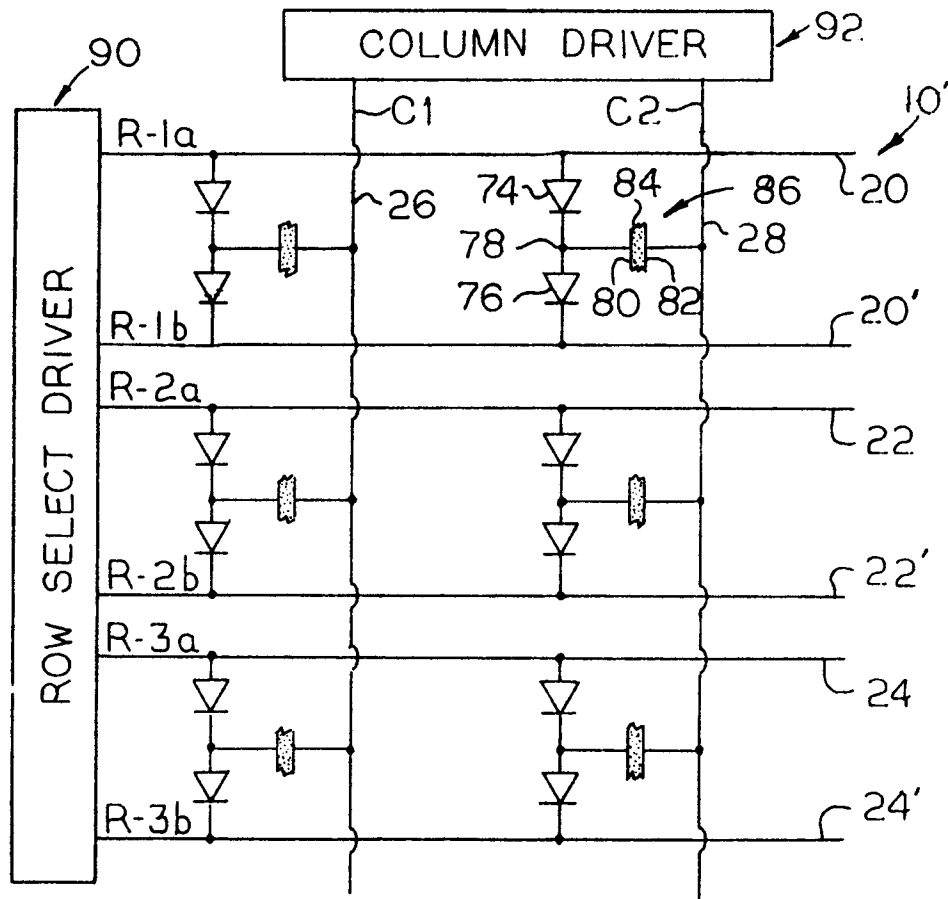 COLUMN DRIVER
92
90
C1
C2
10'
R-1a
20
74
84
86
26
78
28
76
80
82
R-1b
20'
R-2a
22
R-2b
22'
R-3a
24
R-3b
24'
ROW SELECT DRIVER